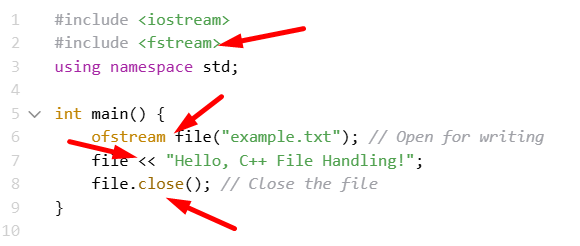 1 #include <iostream>
2 #include <fstream>
3 using namespace std;
4
5 int main() {
6 ofstream file("example.txt"); // Open for writing
7 file << "Hello, C++ File Handling!";
8 file.close(); // Close the file
9 }
10